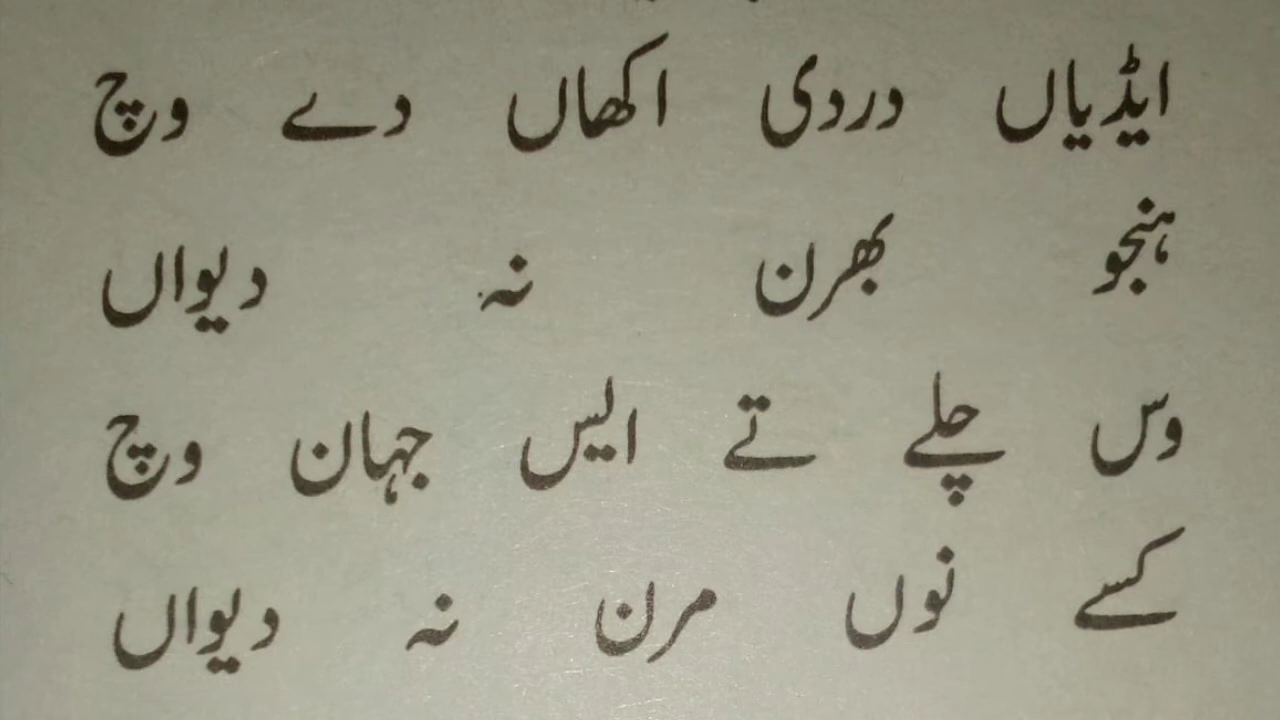 ایڈیاں دردی اکھاں دے وچ
ہنجو بھرن نہ دیواں
وس چلے تے ایس جہان وچ
کسے نوں مرن نہ دیواں